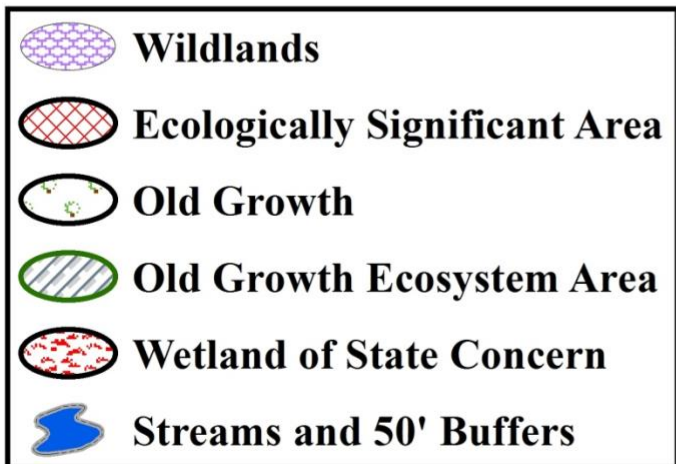 Wildlands
Ecologically Significant Area
Old Growth
Old Growth Ecosystem Area
Wetland of State Concern
Streams and 50' Buffers